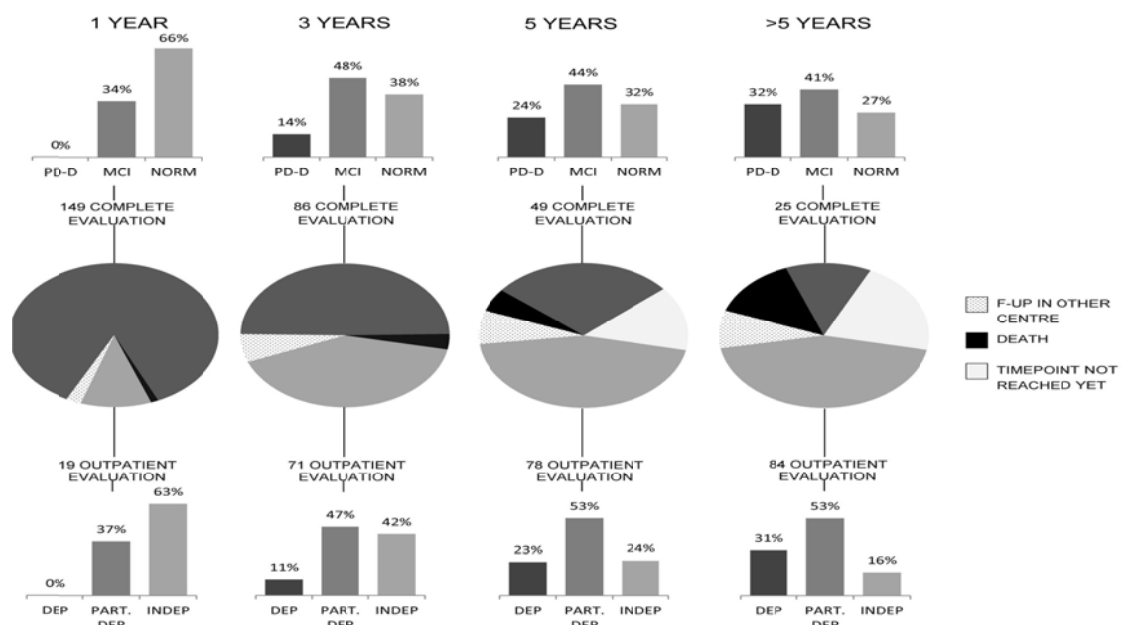 1 YEAR
3 YEARS
5 YEARS
>5 YEARS
66%
34%
0%
48%
38%
14%
44%
32%
24%
41%
32%
27%
PD-D MCI NORM
PD-D MCI NORM
PD-D MCI NORM
PD-D MCI NORM
149 COMPLETE
EVALUATION
86 COMPLETE
EVALUATION
49 COMPLETE
EVALUATION
25 COMPLETE
EVALUATION
F-UP IN OTHER
CENTRE
DEATH
TIMEPOINT NOT
REACHED YET
19 OUTPATIENT
EVALUATION
71 OUTPATIENT
EVALUATION
78 OUTPATIENT
EVALUATION
84 OUTPATIENT
EVALUATION
63%
37%
0%
47%
42%
11%
53%
23%
24%
53%
31%
16%
DEP PART. INDEP
DEP
DEP PART. INDEP
DEP
DEP PART. INDEP
DEP
DEP PART. INDEP
DEP